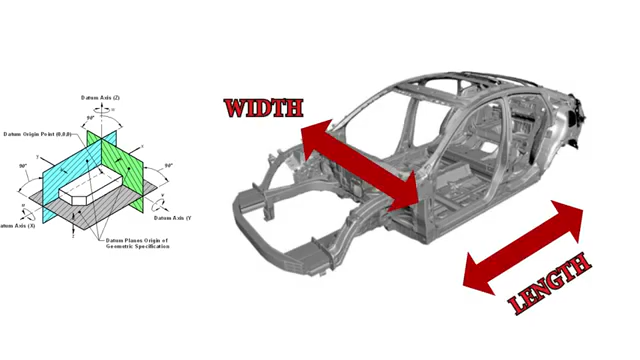 Datum Axis (Z)
w
90°
Datum Origin Point (0,0,0)
90°
90°
Datum Axis (Y)
atum Axis (X)
Datum Planes Origin of
Geometric Specification
WIDTH
LENGTH